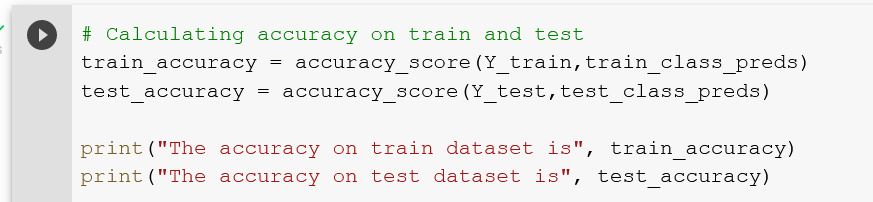 # Calculating accuracy on train and test
train_accuracy = accuracy_score(Y_train,train_class_preds)
test_accuracy = accuracy_score(Y_test,test_class_preds)
print("The accuracy on train dataset is", train_accuracy)
print("The accuracy on test dataset is", test_accuracy)